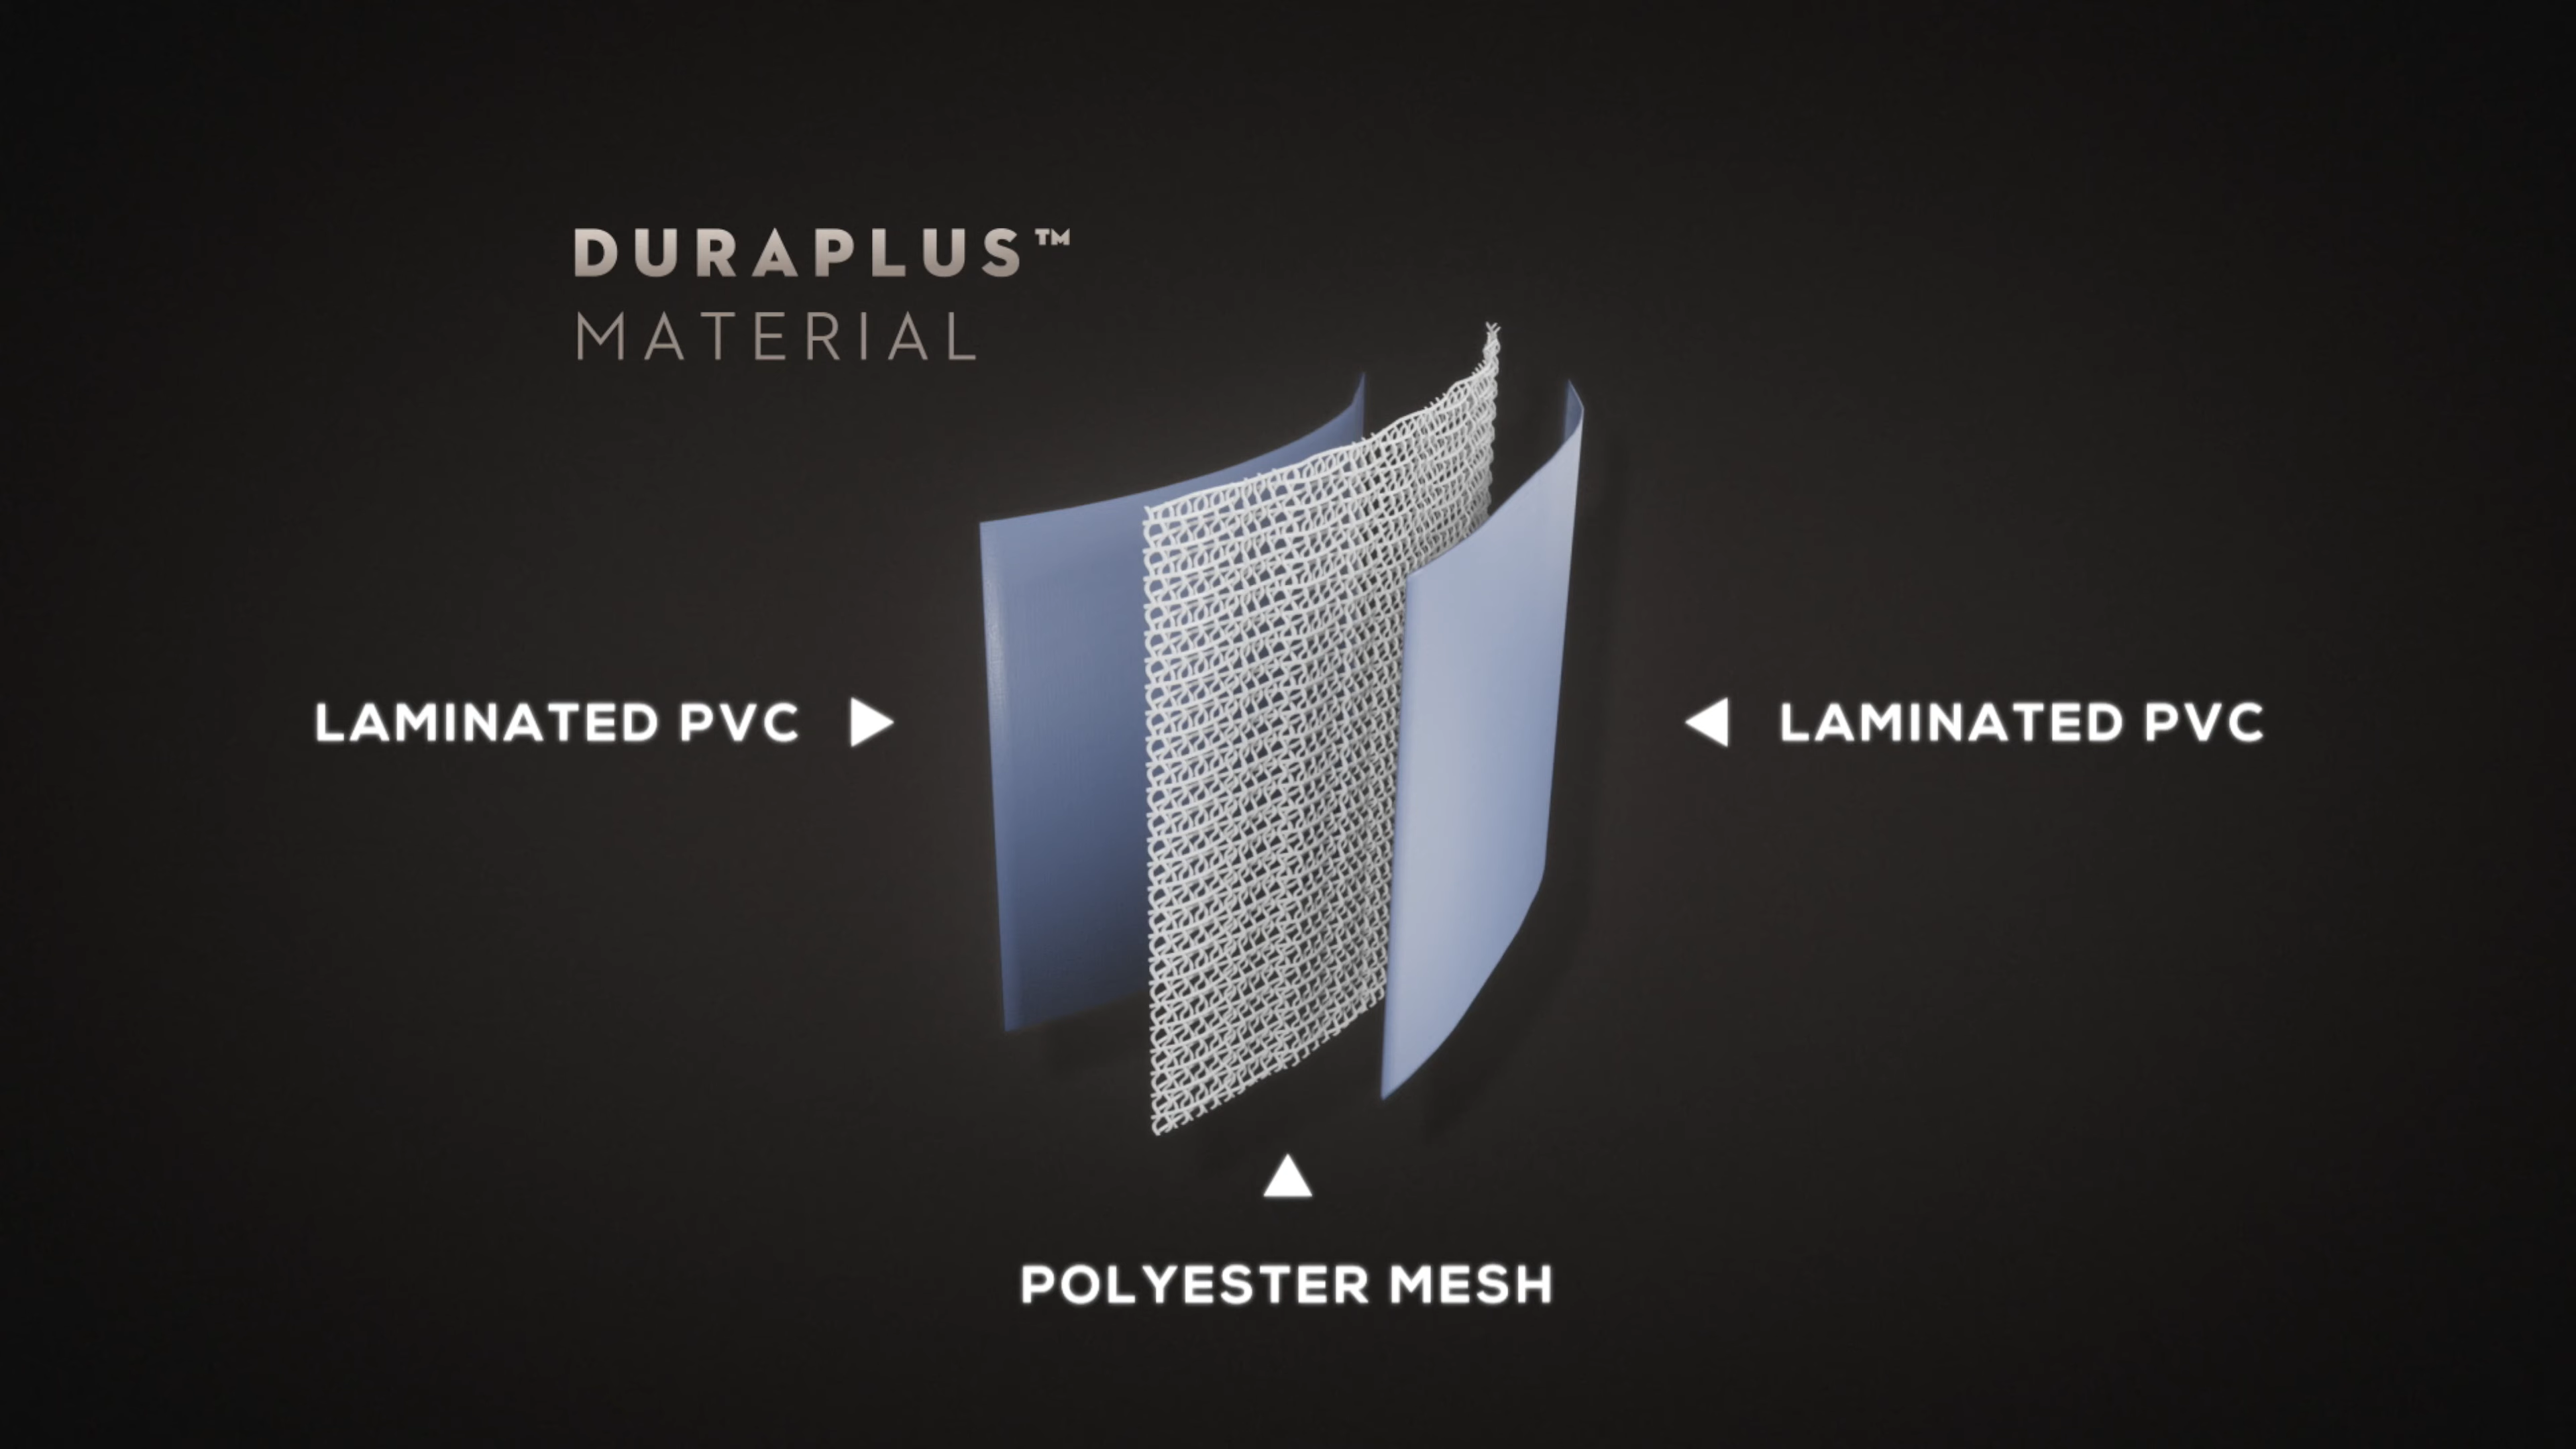 DURAPLUS™
MATERIAL
LAMINATED PVC
LAMINATED PVC
POLYESTER MESH